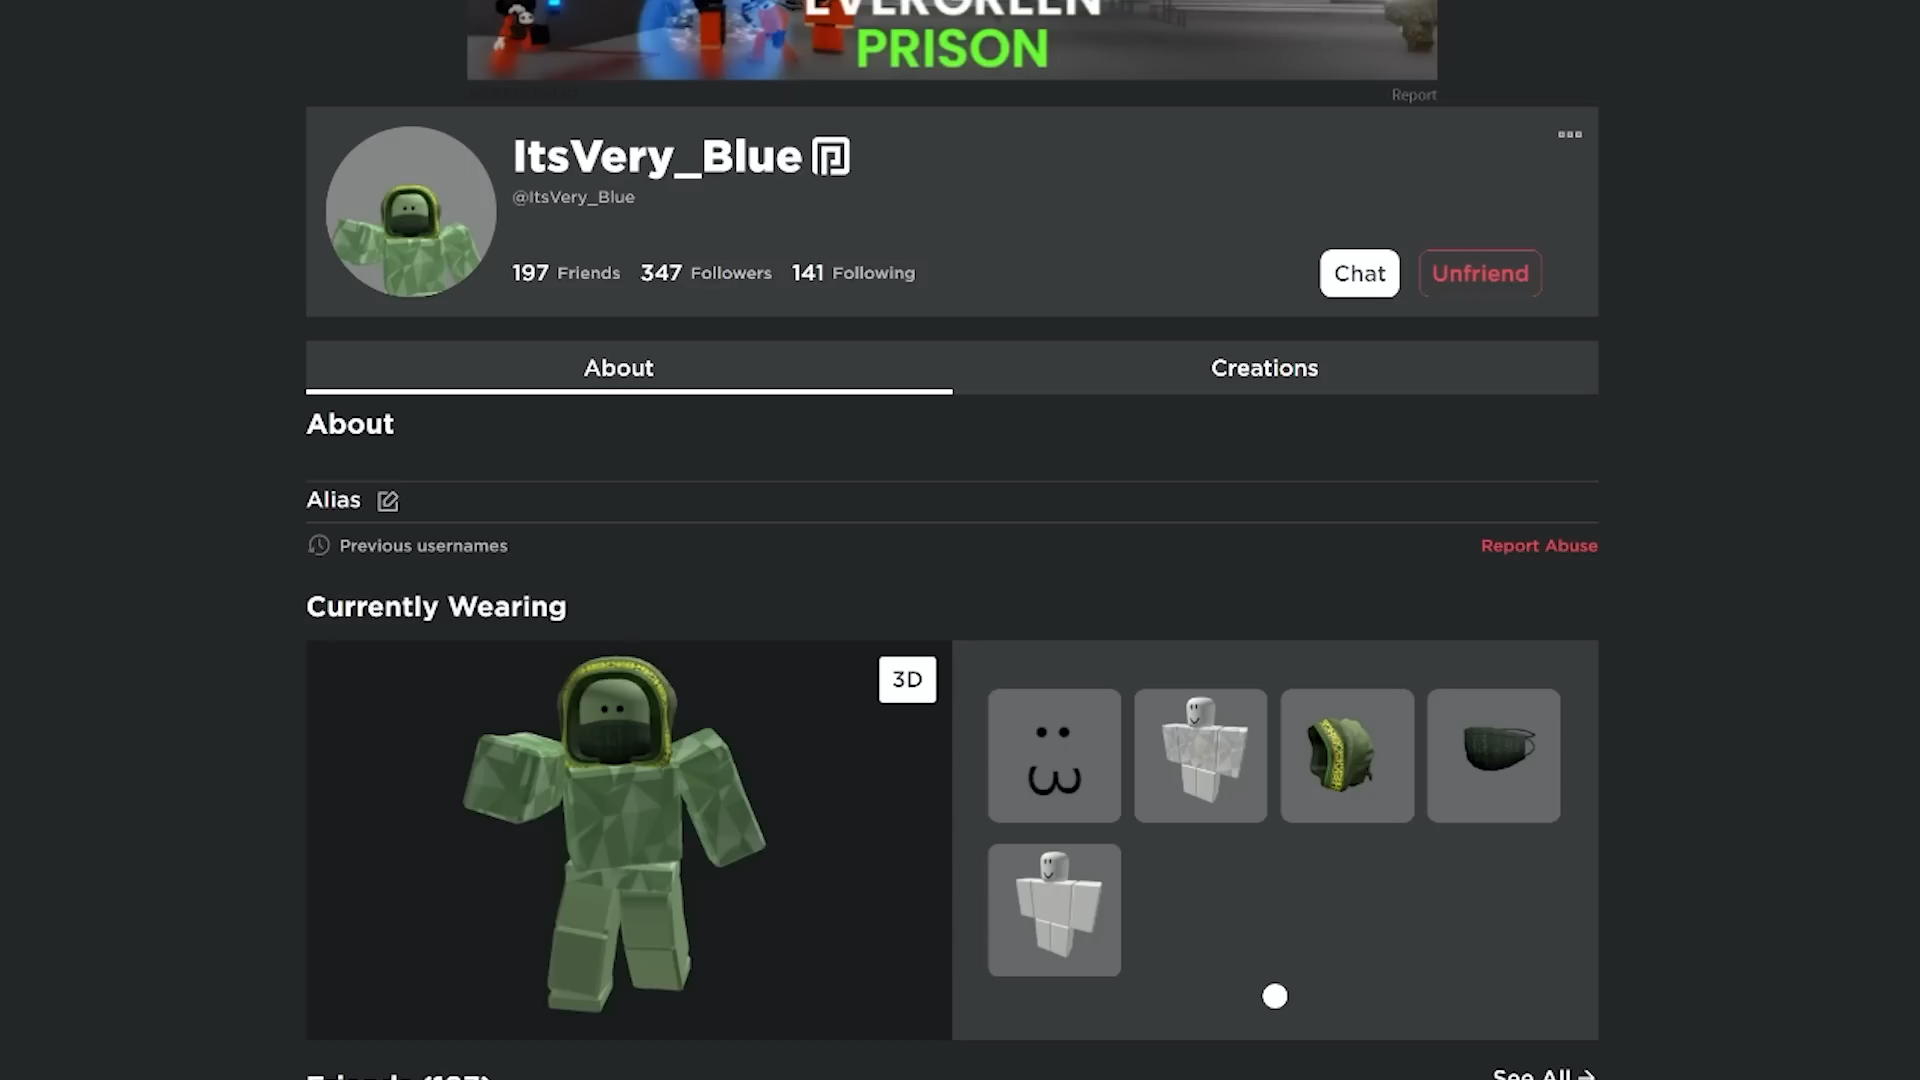 EVERGREEN
PRISON
Report
ItsVery_Blue
@ItsVery_Blue
197 Friends 347 Followers 141 Following
Chat
Unfriend
About
Creations
About
Alias
Previous usernames
Report Abuse
Currently Wearing
3D
See All